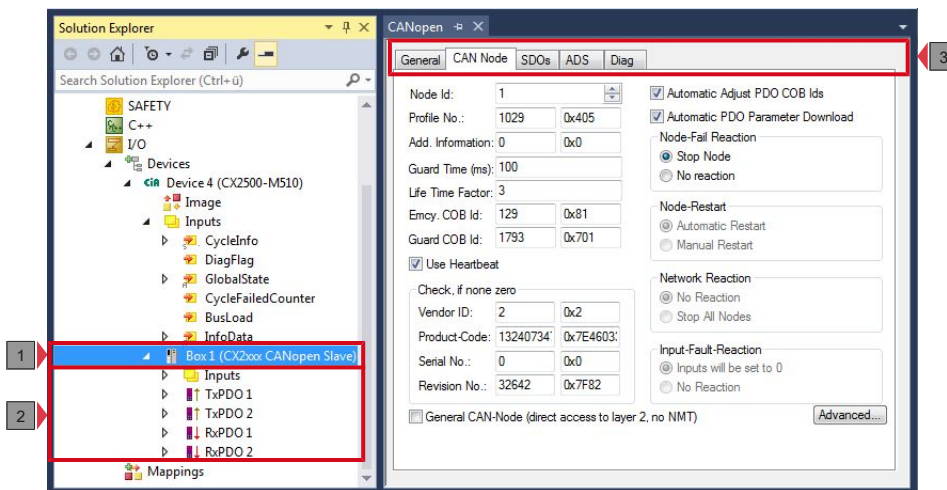 Solution Explorer
Search Solution Explorer (Ctrl+ü)
SAFETY
C++
I/O
Devices
CiA Device 4 (CX2500-M510)
Image
Inputs
CycleInfo
DiagFlag
GlobalState
CycleFailedCounter
BusLoad
InfoData
1
Box 1 (CX2xxx CANopen Slave)
2
Inputs
TxPDO 1
TxPDO 2
RxPDO 1
RxPDO 2
Mappings
CANopen
3
General CAN Node SDOs ADS Diag
Node Id: 1
Profile No.: 1029 0x405
Add. Information: 0 0x0
Guard Time (ms): 100
Life Time Factor: 3
Emcy. COB Id: 129 0x81
Guard COB Id: 1793 0x701
Use Heartbeat
Check, if none zero
Vendor ID: 2 0x2
Product-Code: 13240734 0x7E4603
Serial No.: 0 0x0
Revision No.: 32642 0x7F82
General CAN-Node (direct access to layer 2, no NMT)
Automatic Adjust PDO COB Ids
Automatic PDO Parameter Download
Node-Fail Reaction
Stop Node
No reaction
Node-Restart
Automatic Restart
Manual Restart
Network Reaction
No Reaction
Stop All Nodes
Input-Fault-Reaction
Inputs will be set to 0
No Reaction
Advanced...